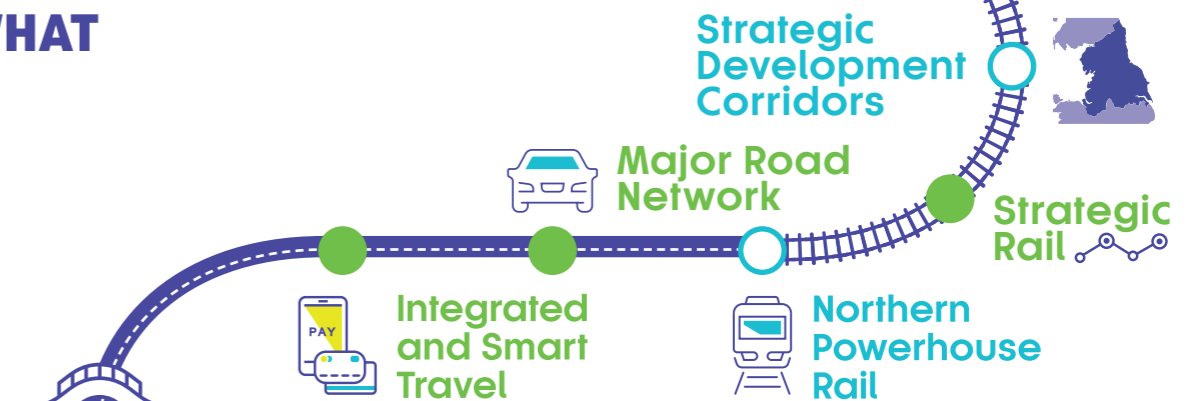 WHAT
Strategic
Development
Corridors
Major Road
Network
Strategic
Rail
PAY
Integrated
and Smart
Travel
Northern
Powerhouse
Rail